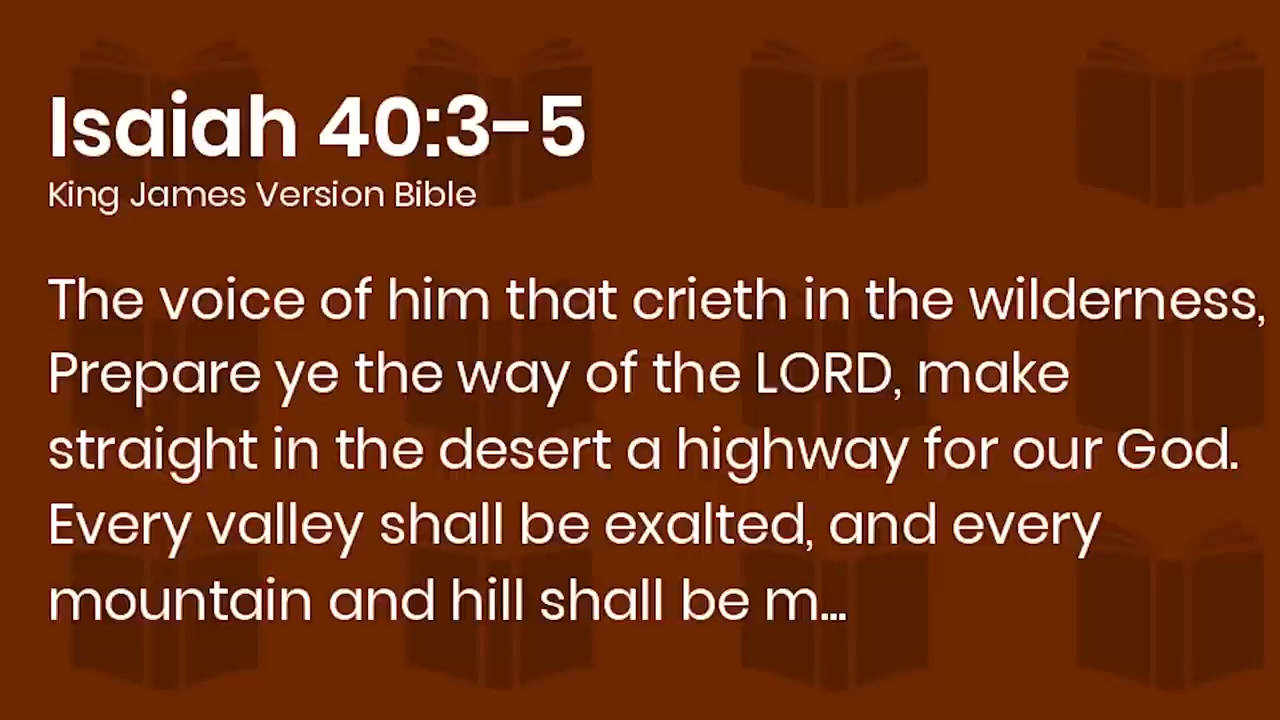 Isaiah 40:3-5
King James Version Bible
The voice of him that crieth in the wilderness,
Prepare ye the way of the LORD, make
straight in the desert a highway for our God.
Every valley shall be exalted, and every
mountain and hill shall be m...